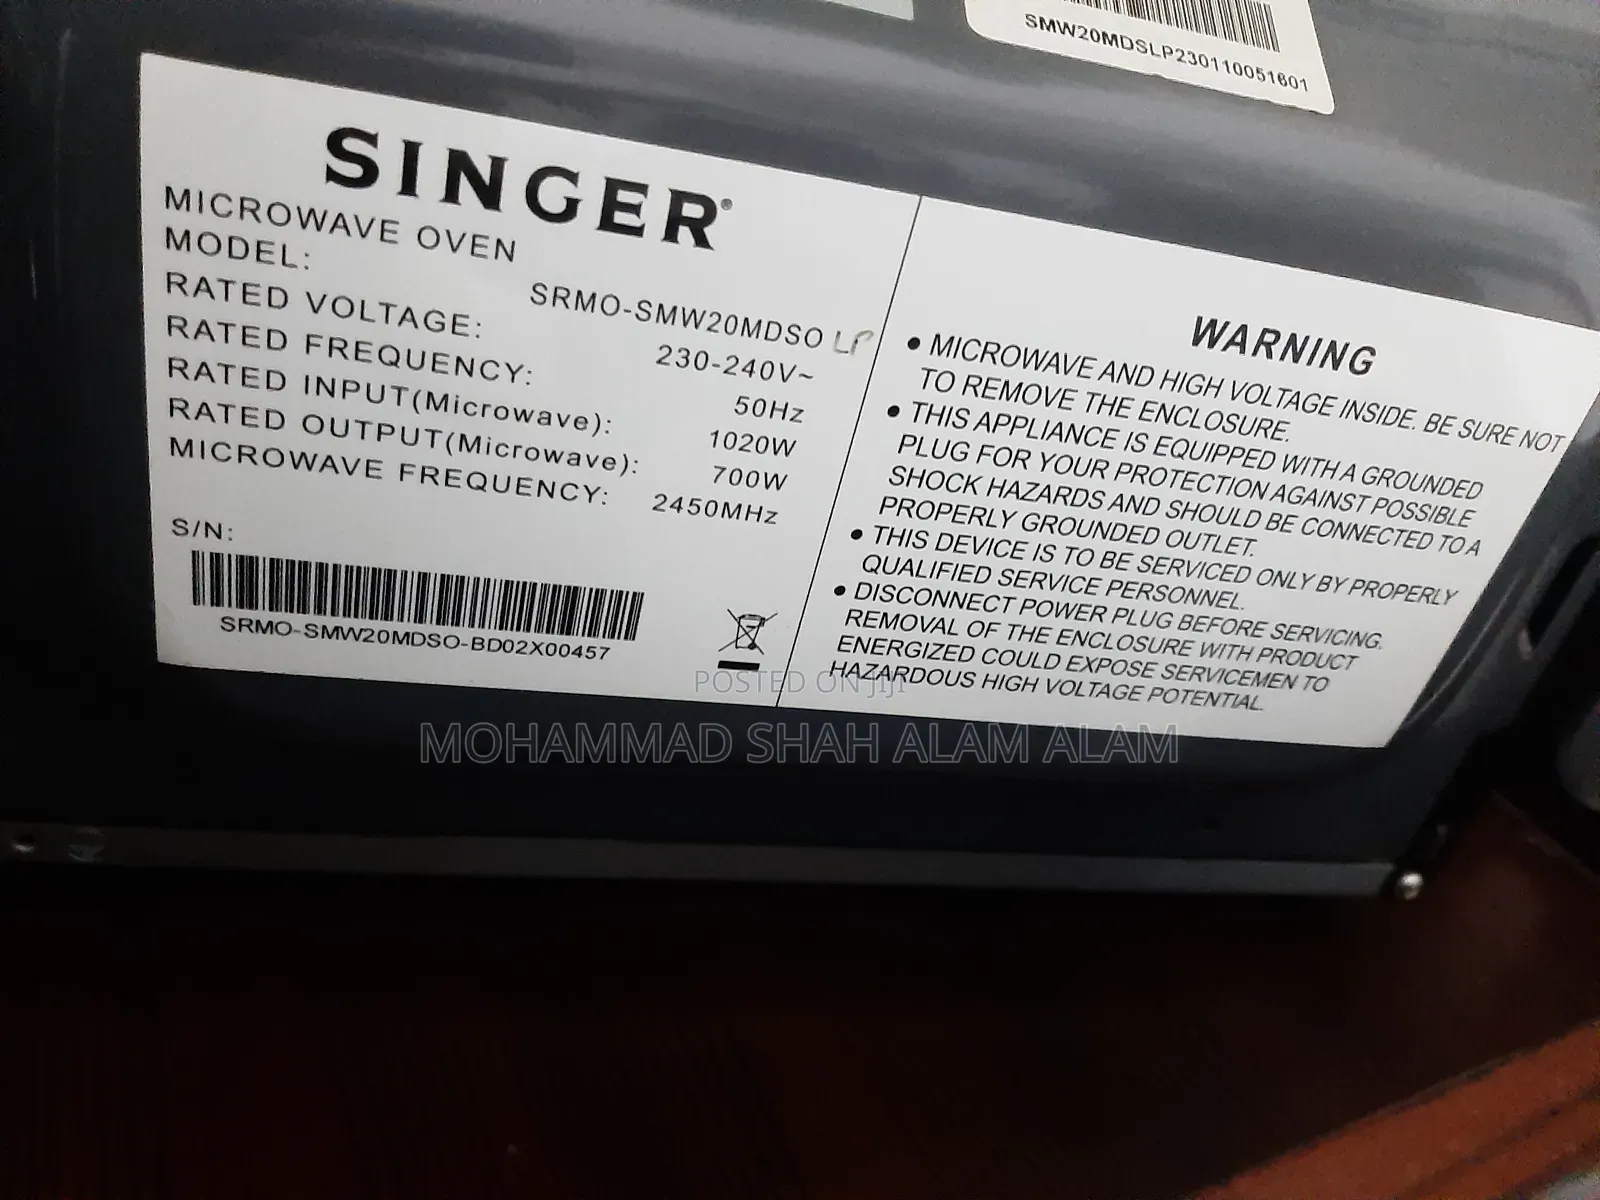 SMW20MDSLP230110051601
SINGER®
MICROWAVE OVEN
MODEL: SRMO-SMW20MDSO LP
RATED VOLTAGE: 230-240V~
RATED FREQUENCY: 50Hz
RATED INPUT(Microwave): 1020W
RATED OUTPUT(Microwave): 700W
MICROWAVE FREQUENCY: 2450MHz
S/N:
SRMO-SMW20MDSO-BD02X00457
WARNING
• MICROWAVE AND HIGH VOLTAGE INSIDE. BE SURE NOT
TO REMOVE THE ENCLOSURE.
• THIS APPLIANCE IS EQUIPPED WITH A GROUNDED
PLUG FOR YOUR PROTECTION AGAINST POSSIBLE
SHOCK HAZARDS AND SHOULD BE CONNECTED TO A
PROPERLY GROUNDED OUTLET.
• THIS DEVICE IS TO BE SERVICED ONLY BY PROPERLY
QUALIFIED SERVICE PERSONNEL.
• DISCONNECT POWER PLUG BEFORE SERVICING.
REMOVAL OF THE ENCLOSURE WITH PRODUCT
ENERGIZED COULD EXPOSE SERVICEMEN TO
HAZARDOUS HIGH VOLTAGE POTENTIAL.
POSTED ON JIJI
MOHAMMAD SHAH ALAM ALAM